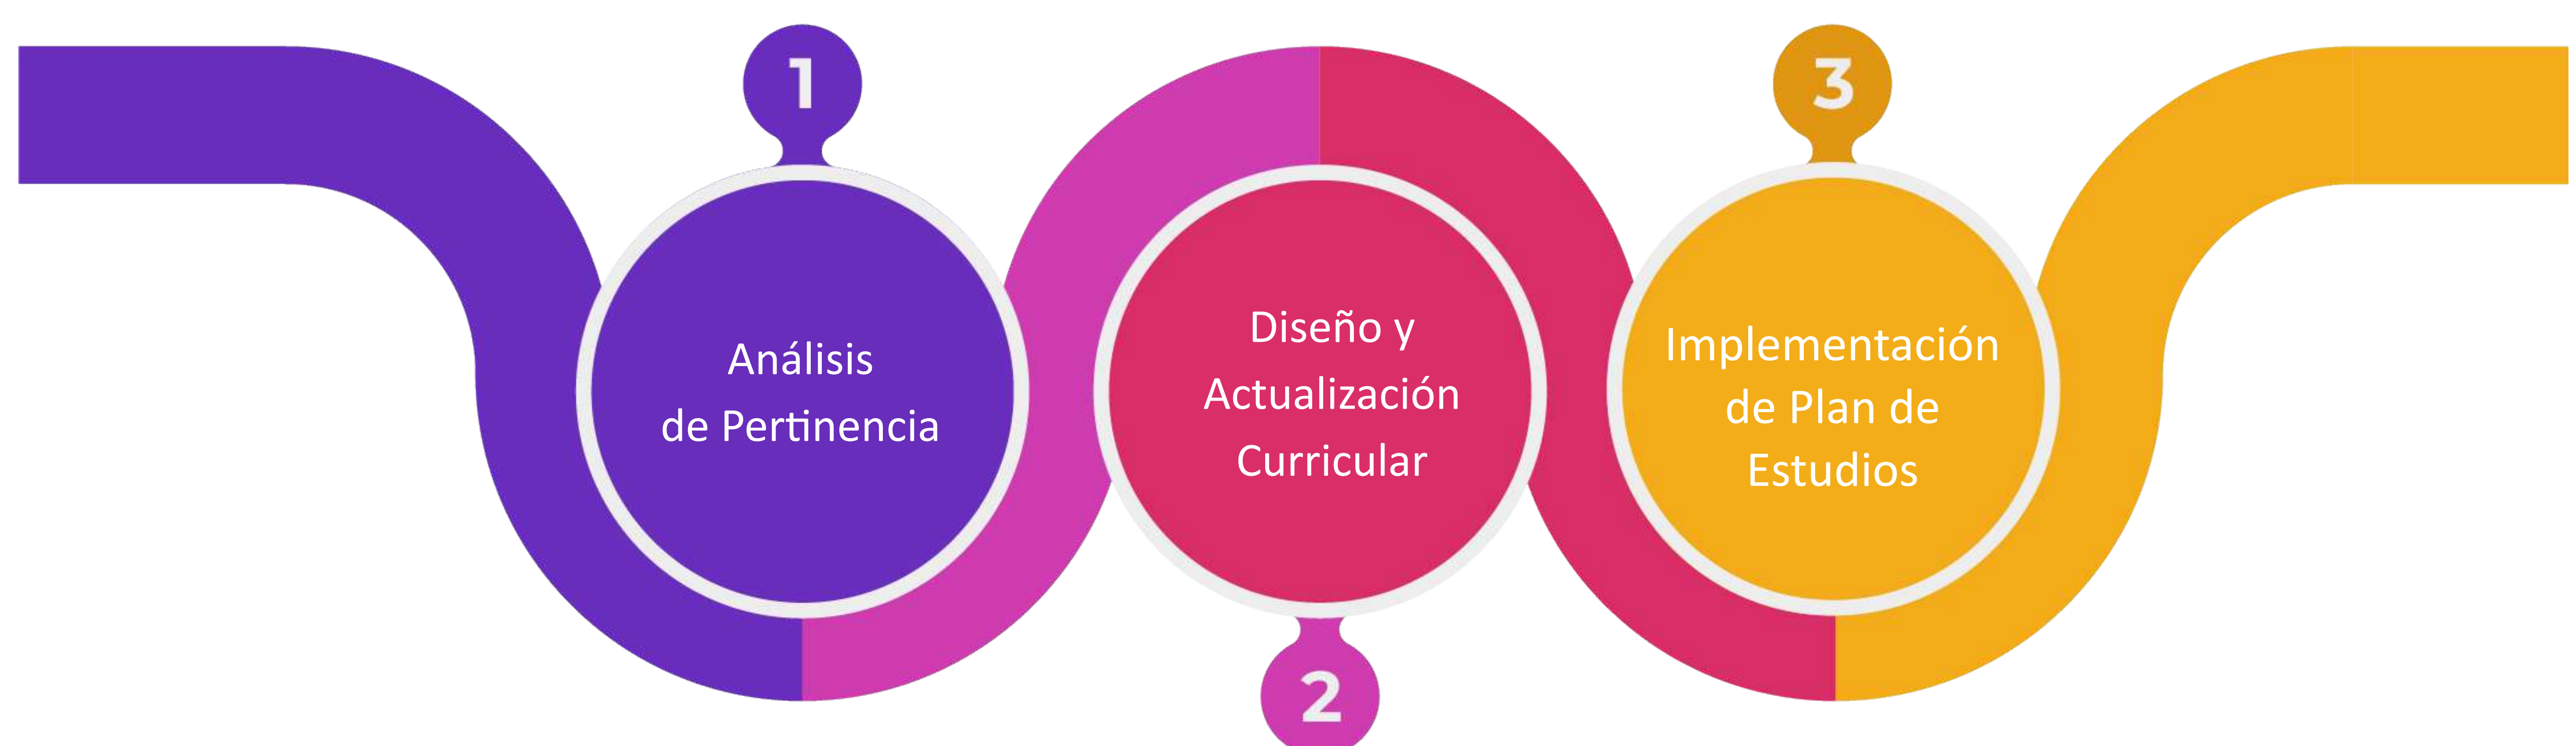 1
Análisis
de Pertinencia
2
Diseño y
Actualización
Curricular
3
Implementación
de Plan de
Estudios